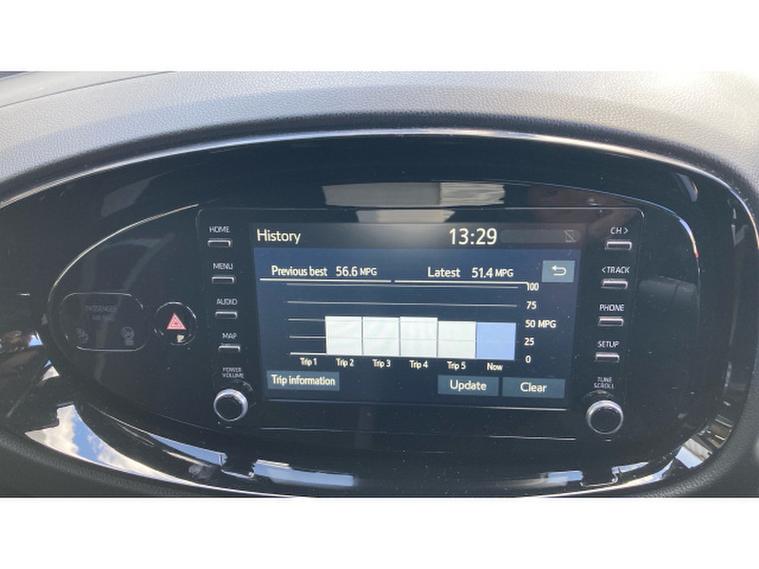 HOME
History
13:29
CH >
MENU
Previous best 56.6 MPG
Latest 51.4 MPG
< TRACK
100
75
50 MPG
25
0
AUDIO
PHONE
MAP
SETUP
Trip 1 Trip 2 Trip 3 Trip 4 Trip 5 Now
POWER
VOLUME
Trip information
Update
Clear
TUNE
SCROLL
PASSENGER